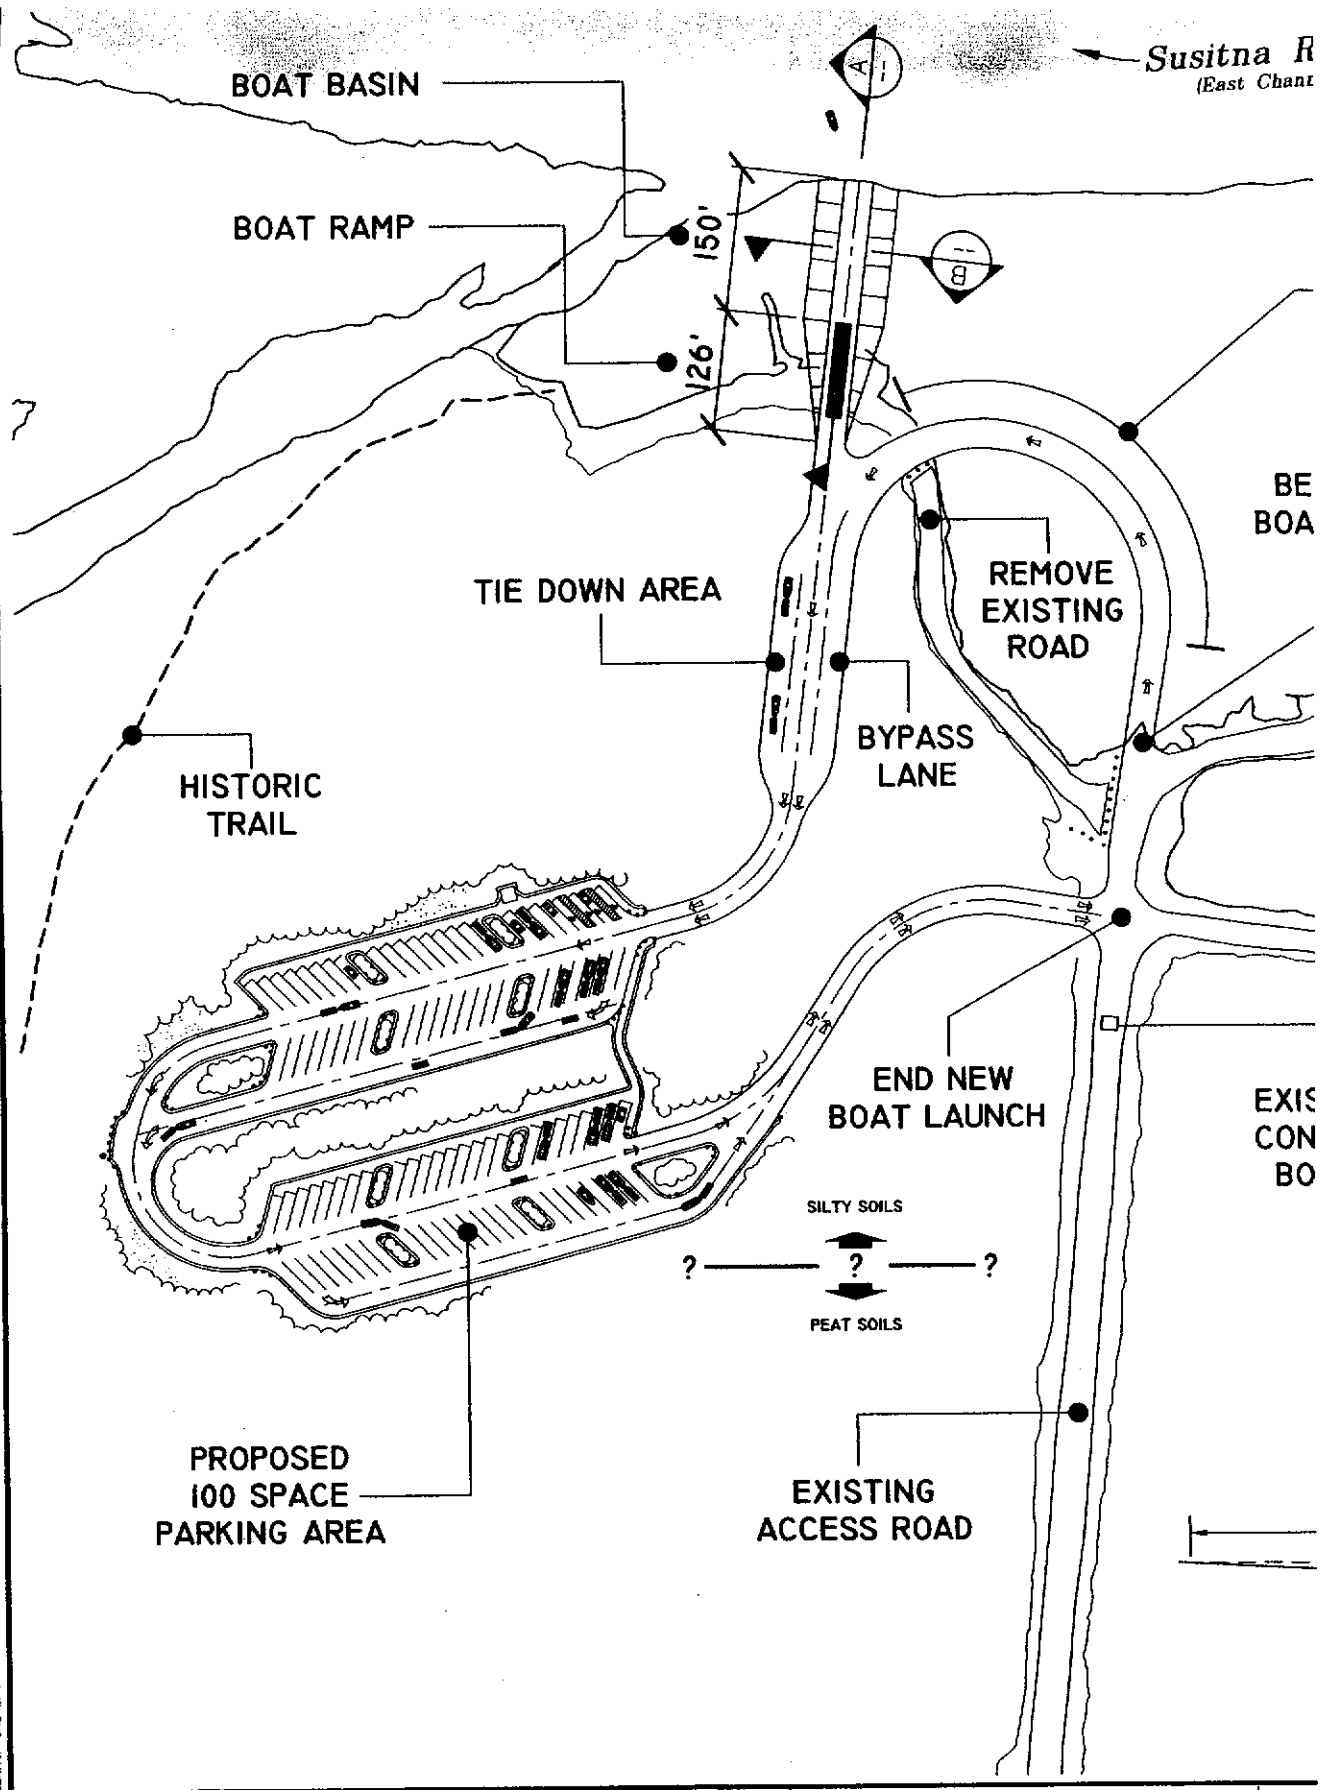 Susitna R
(East Chan
BOAT BASIN
A
BOAT RAMP
150'
B
126'
BE
BOA
TIE DOWN AREA
REMOVE
EXISTING
ROAD
BYPASS
LANE
HISTORIC
TRAIL
END NEW
BOAT LAUNCH
EXIS
CON
BO
SILTY SOILS
? ? ?
PEAT SOILS
PROPOSED
100 SPACE
PARKING AREA
EXISTING
ACCESS ROAD